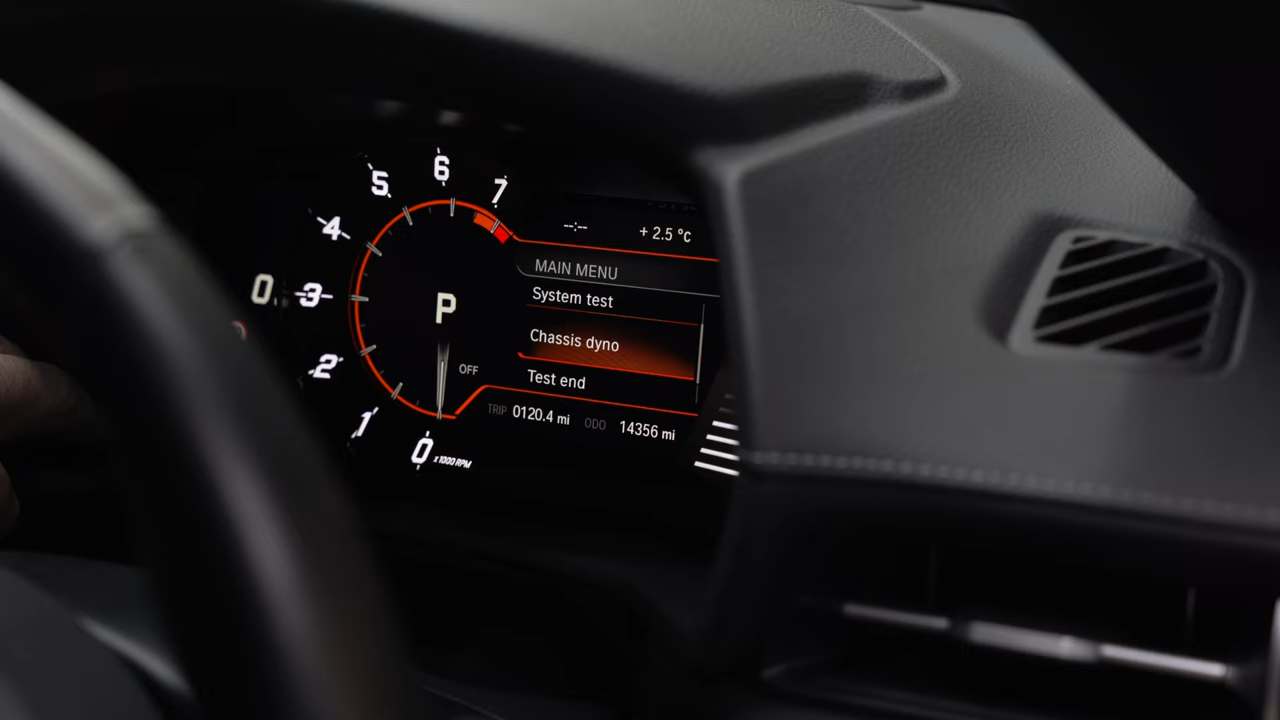 6
5
7
4
--:-- + 2.5 °c
MAIN MENU
0.
3
System test
P
Chassis dyno
2
OFF
Test end
1
TRIP 0120.4 mi ODO 14356 mi
0 x1000 RPM